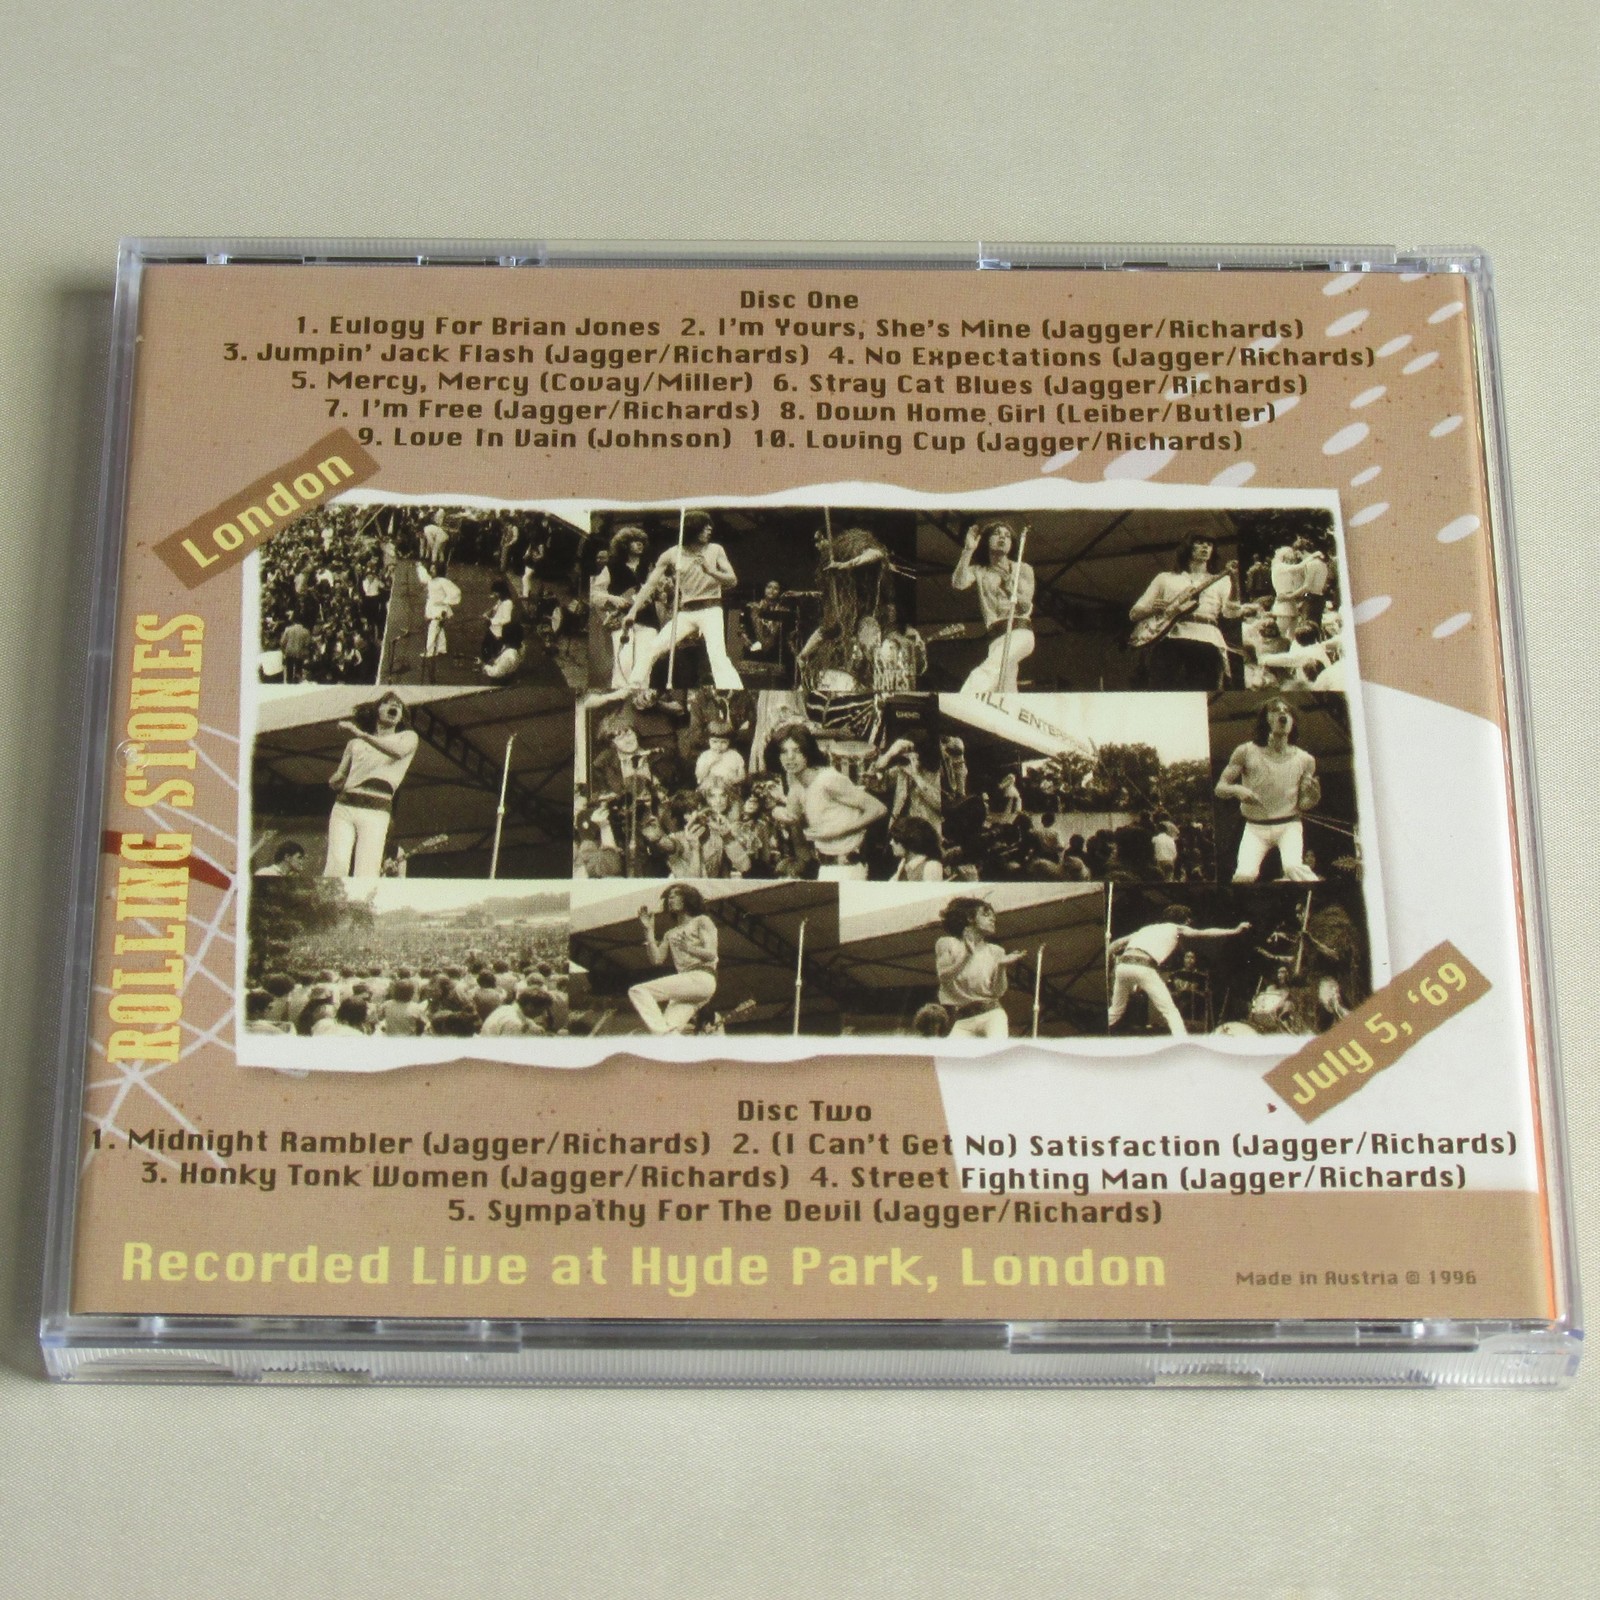 Disc One
1. Eulogy For Brian Jones 2. I'm Yours, She's Mine (Jagger/Richards)
3. Jumpin' Jack Flash (Jagger/Richards) 4. No Expectations (Jagger/Richards)
5. Mercy, Mercy (Covay/Miller) 6. Stray Cat Blues (Jagger/Richards)
7. I'm Free (Jagger/Richards) 8. Down Home Girl (Leiber/Butler)
9. Love In Vain (Johnson) 10. Loving Cup (Jagger/Richards)
London
ROLLING STONES
July 5, '69
Disc Two
1. Midnight Rambler (Jagger/Richards) 2. (I Can't Get No) Satisfaction (Jagger/Richards)
3. Honky Tonk Women (Jagger/Richards) 4. Street Fighting Man (Jagger/Richards)
5. Sympathy For The Devil (Jagger/Richards)
Recorded Live at Hyde Park, London
Made in Austria © 1996